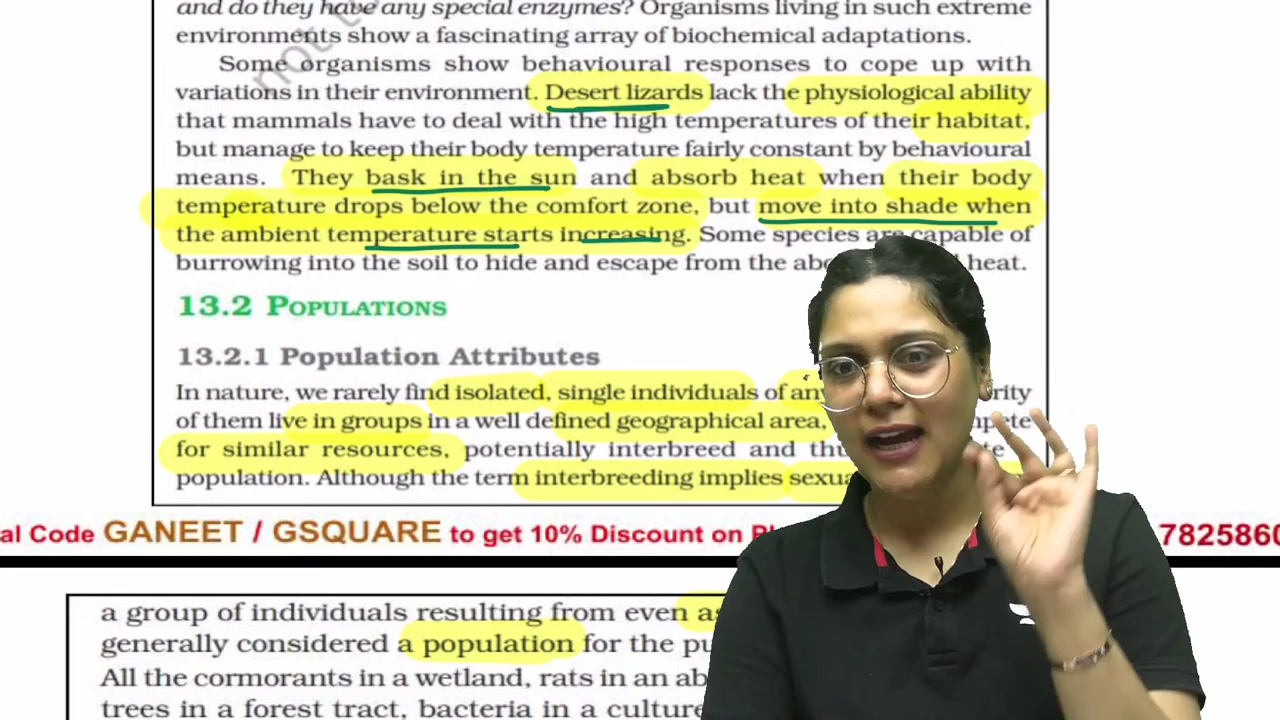 and do they have any special enzymes? Organisms living in such extreme
environments show a fascinating array of biochemical adaptations.
Some organisms show behavioural responses to cope up with
variations in their environment. Desert lizards lack the physiological ability
that mammals have to deal with the high temperatures of their habitat,
but manage to keep their body temperature fairly constant by behavioural
means. They bask in the sun and absorb heat when their body
temperature drops below the comfort zone, but move into shade when
the ambient temperature starts increasing. Some species are capable of
burrowing into the soil to hide and escape from the heat.
13.2 POPULATIONS
13.2.1 Population Attributes
In nature, we rarely find isolated, single individuals of any
of them live in groups in a well defined geographical area,
for similar resources, potentially interbreed and
population. Although the term interbreeding implies
al Code GANEET / GSQUARE to get 10% Discount on 7825860
a group of individuals resulting from even
generally considered a population for the
All the cormorants in a wetland, rats in an
trees in a forest tract, bacteria in a culture
not